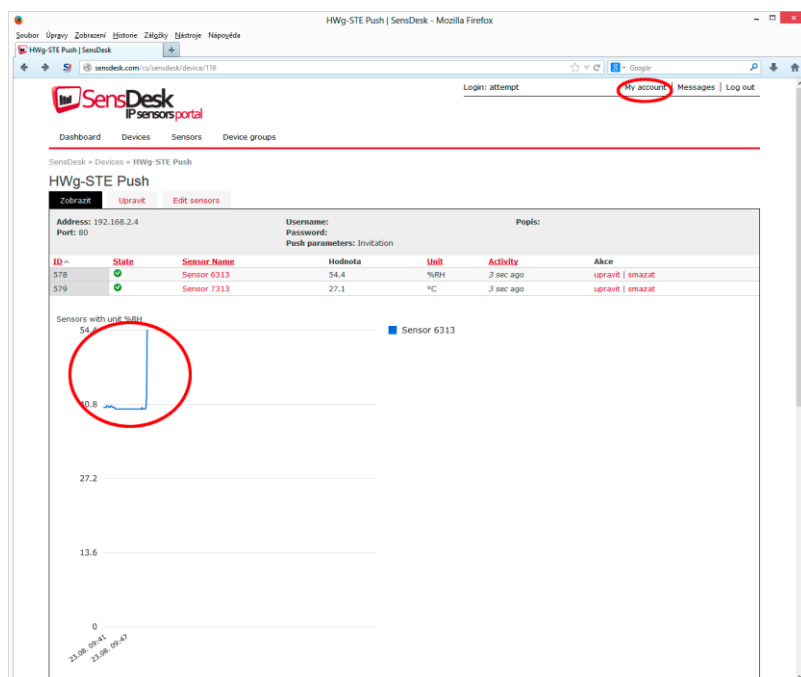 HWg-STE Push | SensDesk - Mozilla Firefox
Soubor Úpravy Zobrazení Historie Záložky Nástroje Nápověda
HWg-STE Push | SensDesk
sensdesk.com/cs/sensdesk/device/116 Google
Login: attempt My account | Messages | Log out
SensDesk
IP sensors portal
Dashboard Devices Sensors Device groups
SensDesk » Devices » HWg-STE Push
HWg-STE Push
Zobrazit Upravit Edit sensors
Address: 192.168.2.4 Username: Popis:
Port: 80 Password:
Push parameters: Invitation
ID State Sensor Name Hodnota Unit Activity Akce
578 Sensor 6313 54.4 %RH 3 sec ago upravit | smazat
579 Sensor 7313 27.1 °C 3 sec ago upravit | smazat
Sensors with unit %RH
54.4 Sensor 6313
40.8
27.2
13.6
0
23.08. 09:41
23.08. 09:47